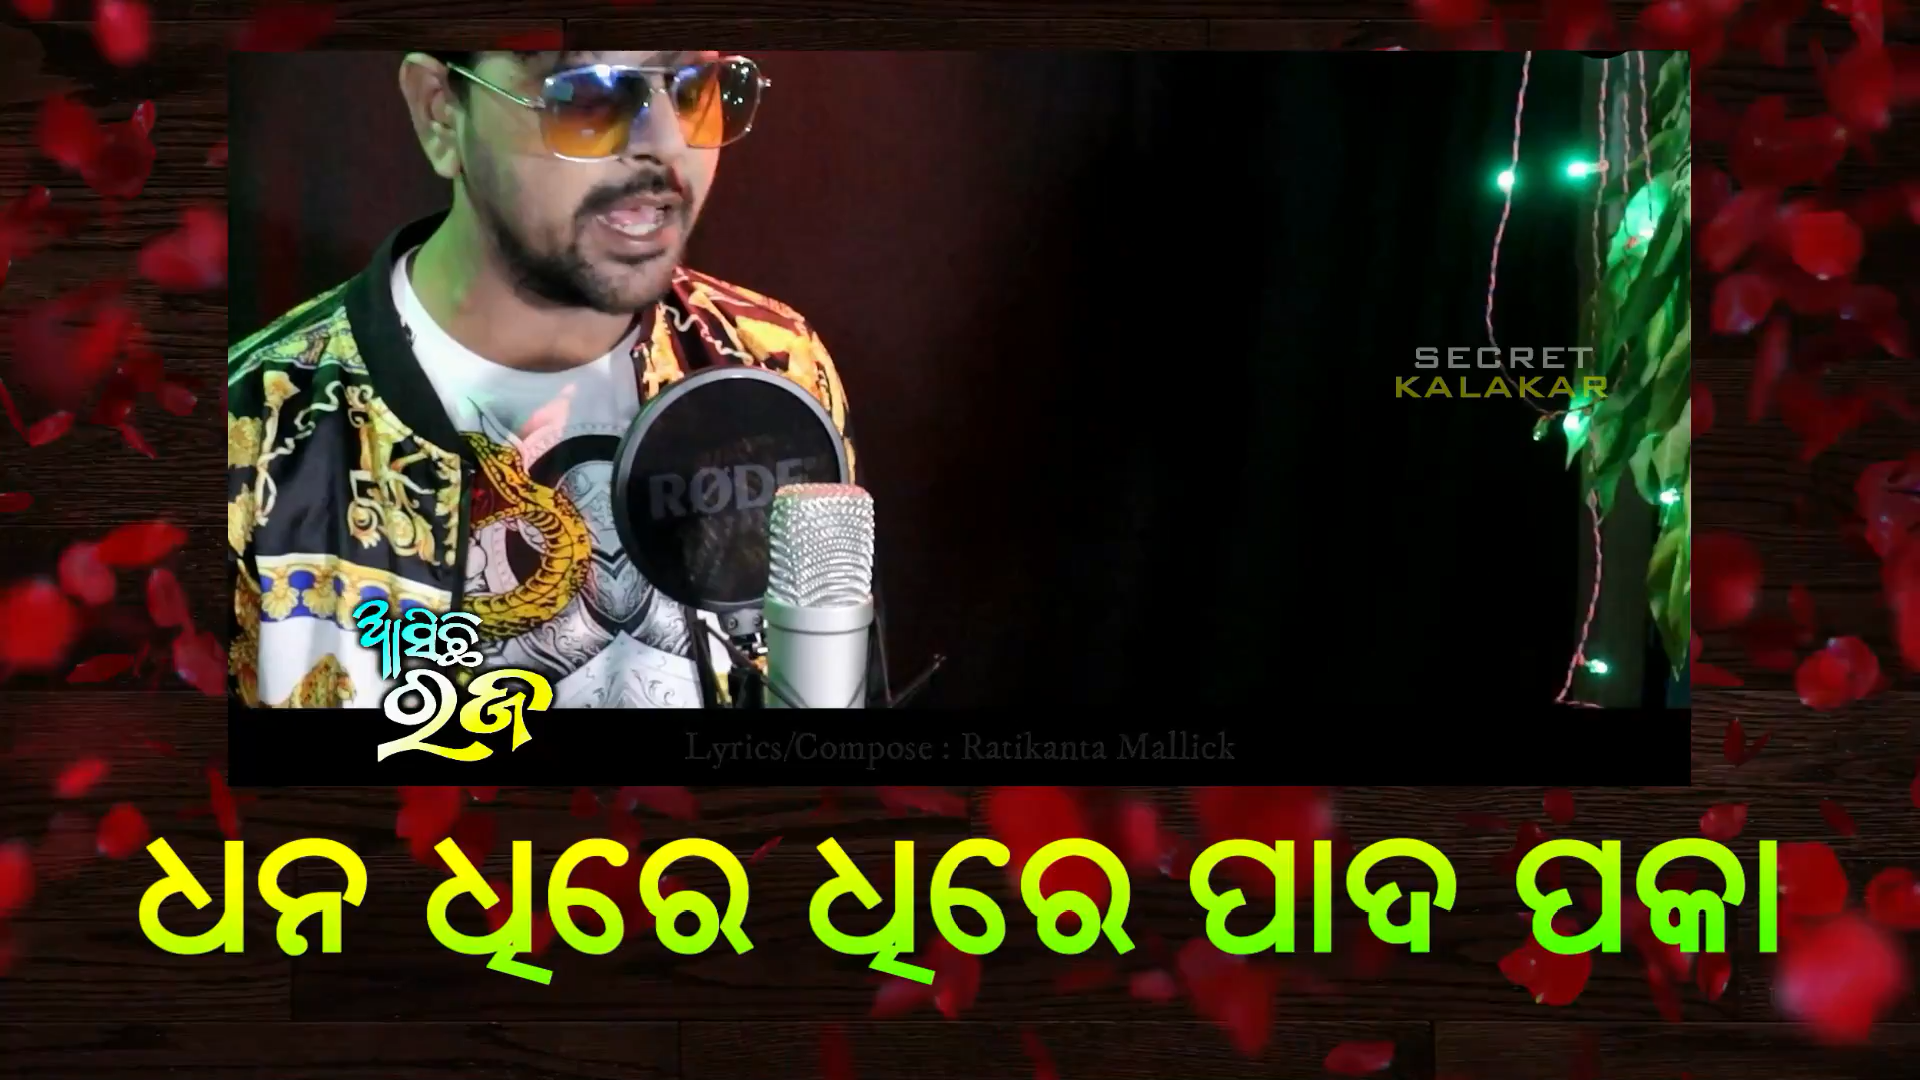 SECRET
KALAKAR
RØDE
ଆସିଛି
ରଜ
Lyrics/Compose : Ratikanta Mallick
ଧନ ଧିରେ ଧିରେ ପାଦ ପକା